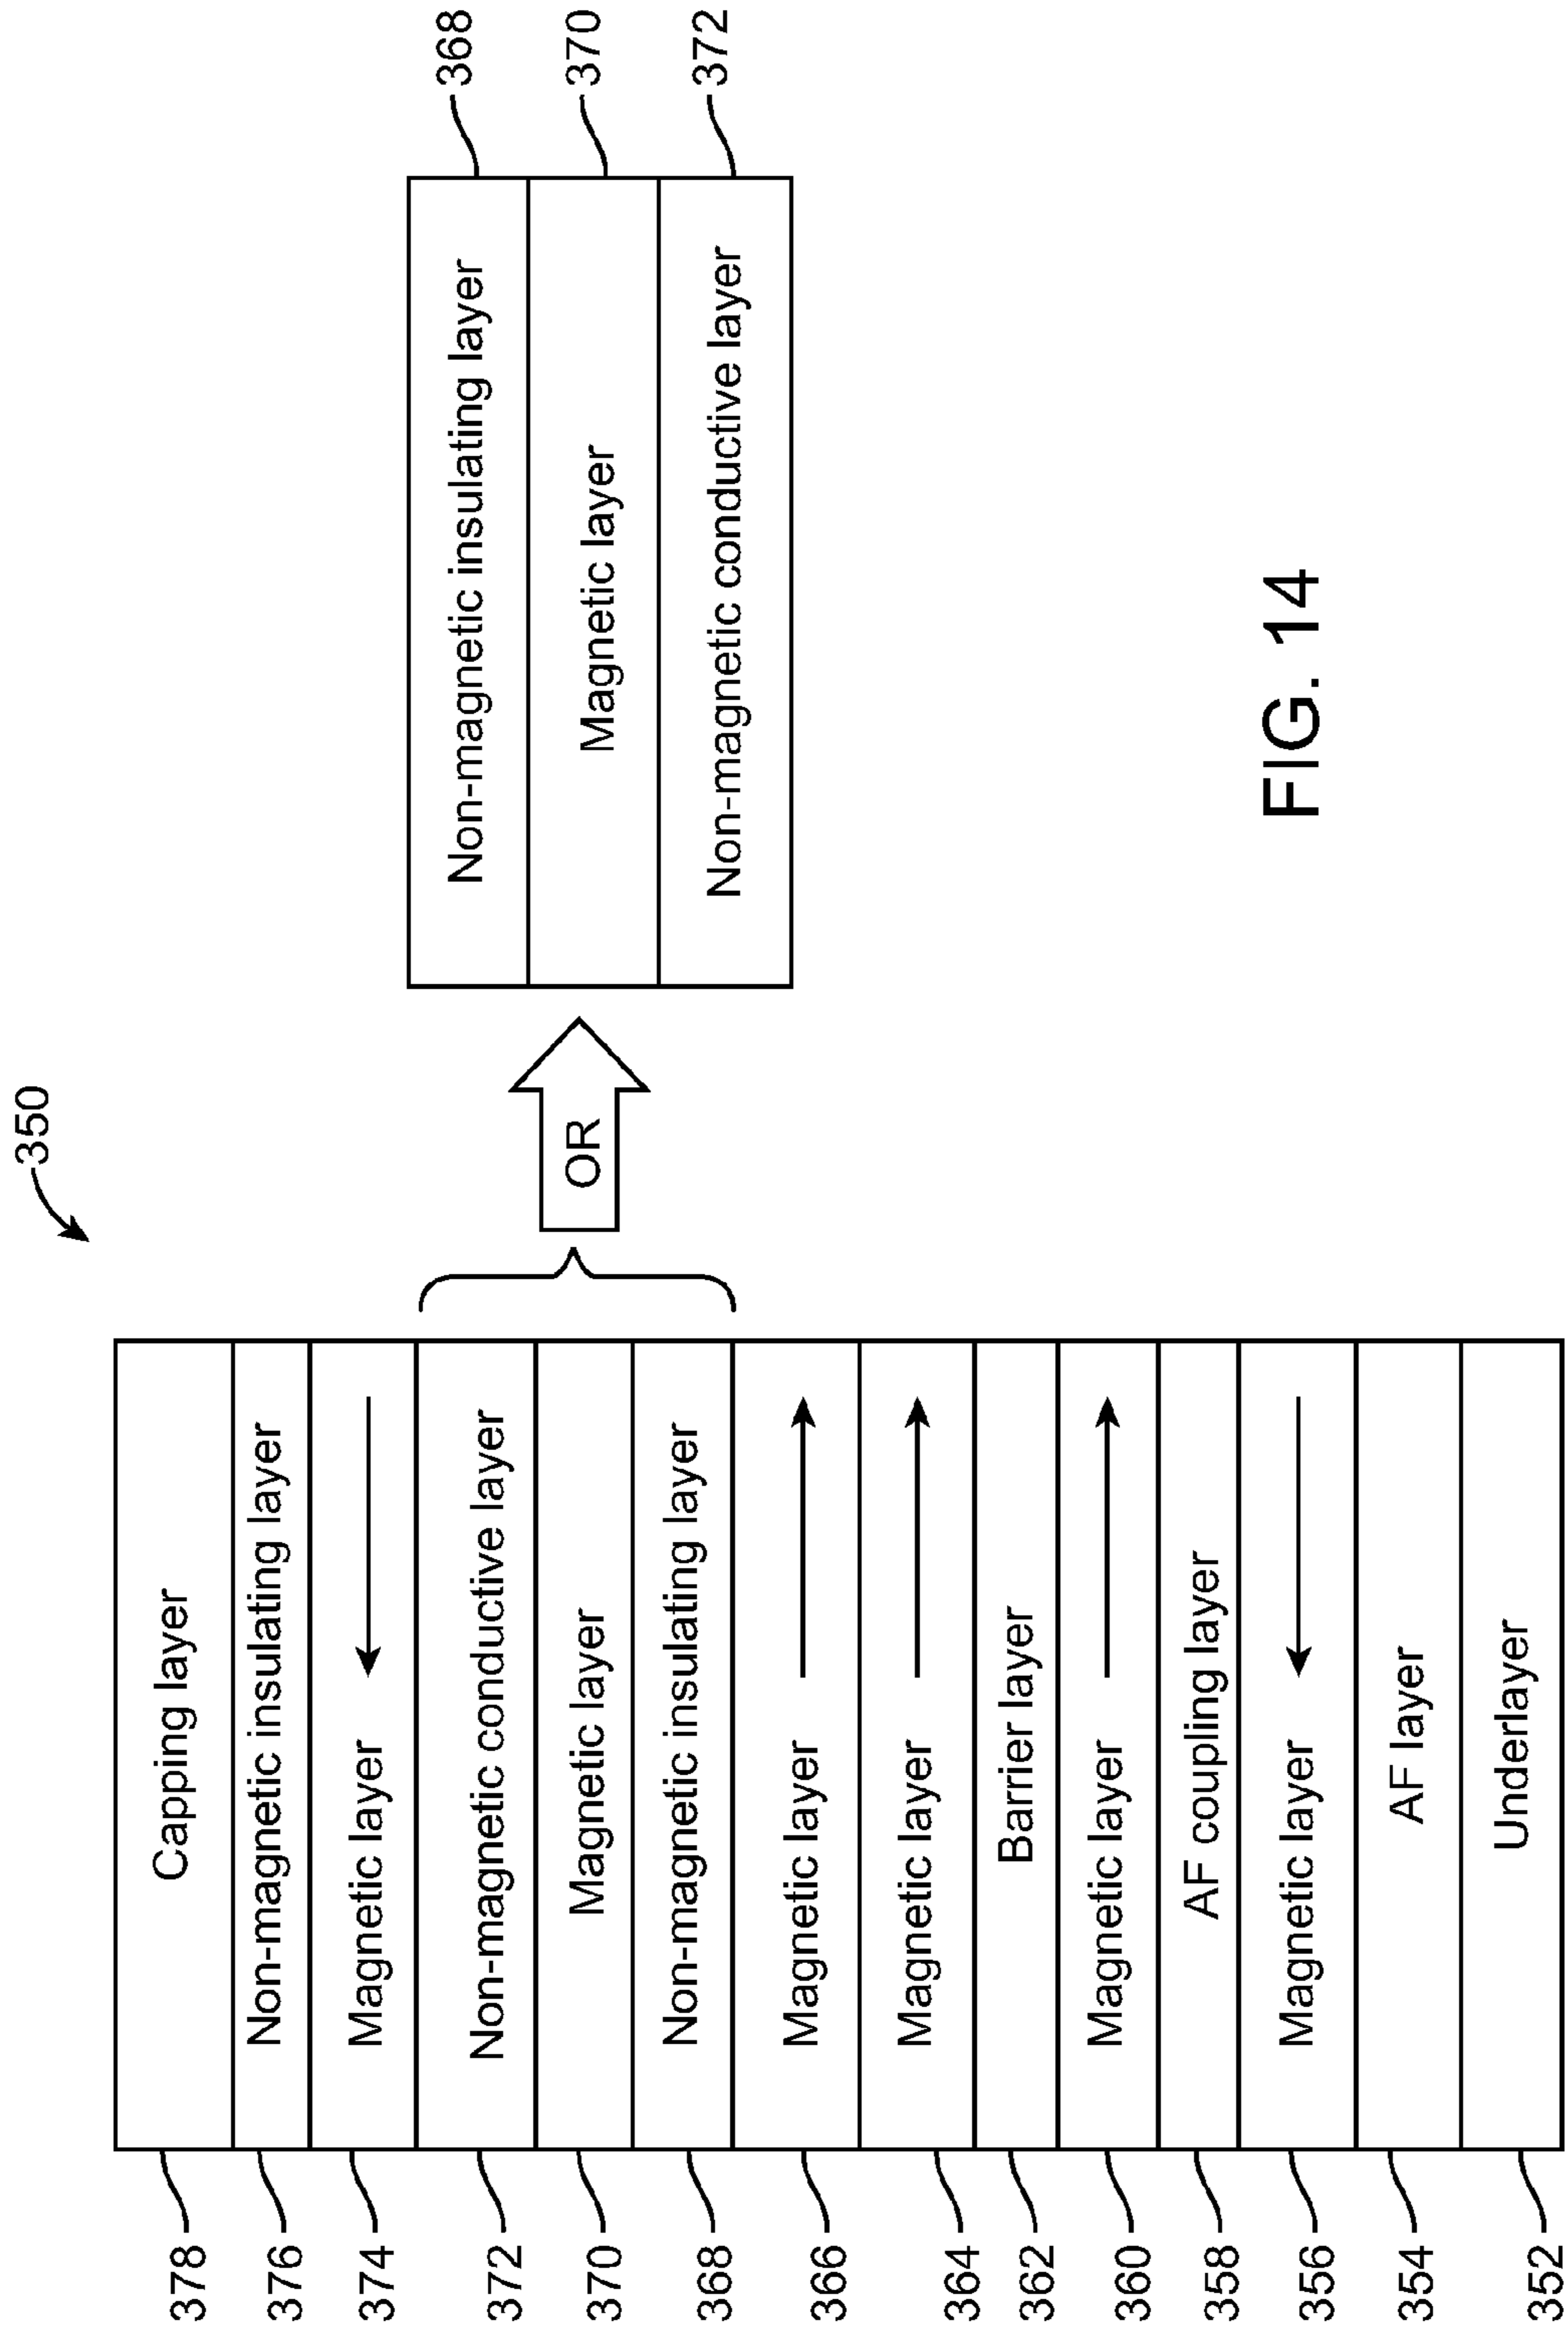 350
378 Capping layer
376 Non-magnetic insulating layer
374 Magnetic layer
372 Non-magnetic conductive layer
370 Magnetic layer
368 Non-magnetic insulating layer
366 Magnetic layer
364 Magnetic layer
362 Barrier layer
360 Magnetic layer
358 AF coupling layer
356 Magnetic layer
354 AF layer
352 Underlayer
OR
Non-magnetic insulating layer 368
Magnetic layer 370
Non-magnetic conductive layer 372
FIG. 14